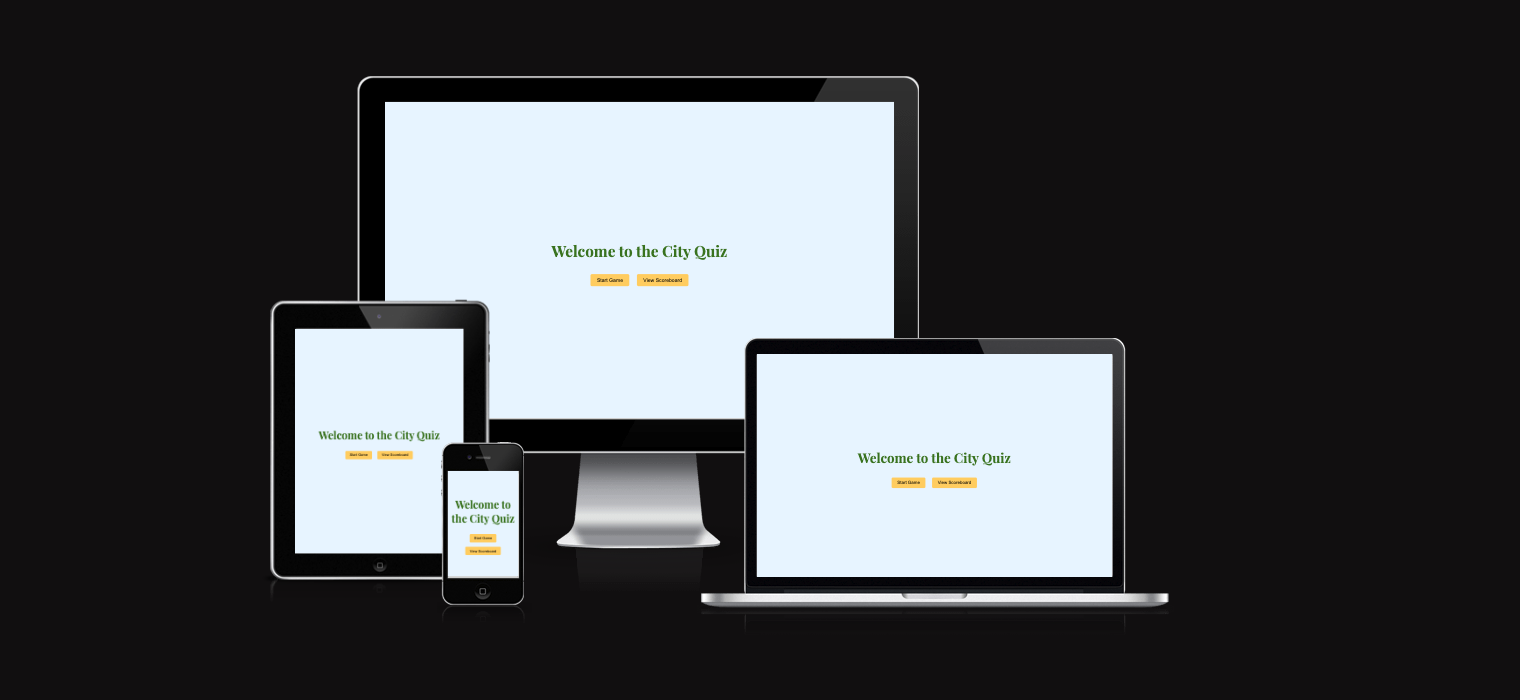 Welcome to the City Quiz
Start Game View Scoreboard
Welcome to the City Quiz
Start Game View Scoreboard
Welcome to
the City Quiz
Start Game
View Scoreboard
Welcome to the City Quiz
Start Game View Scoreboard